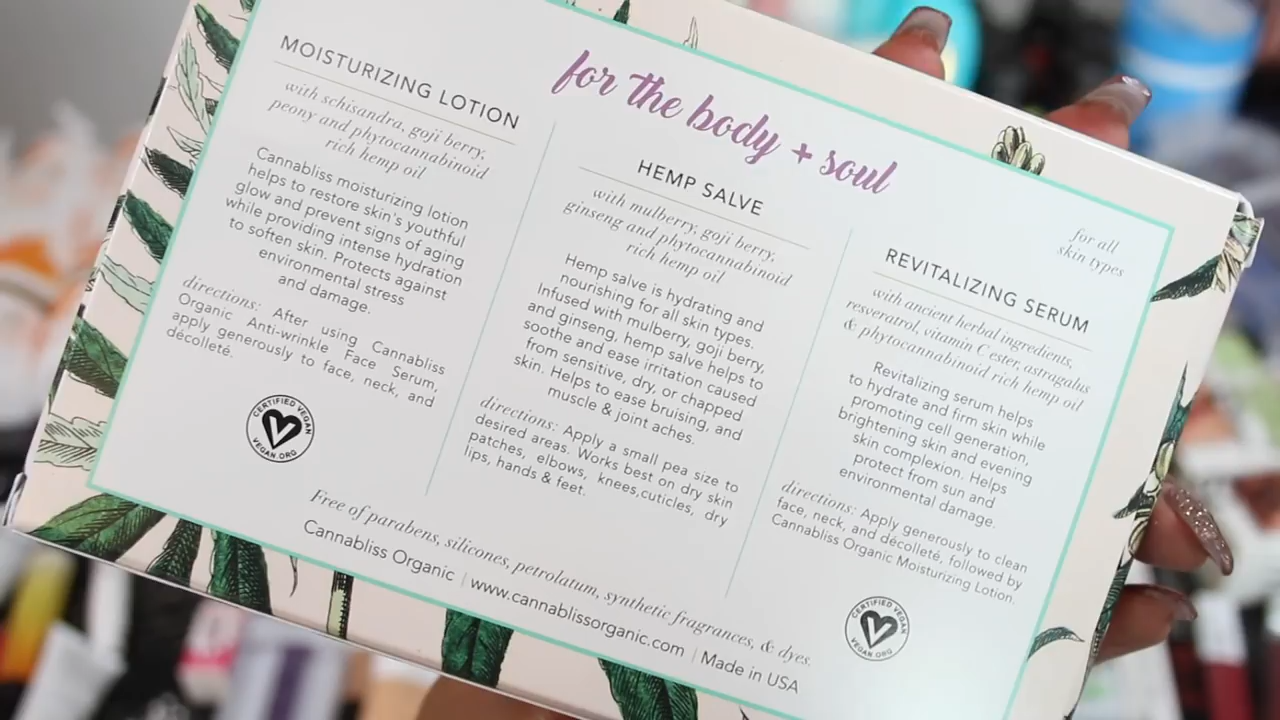 for the body + soul
MOISTURIZING LOTION
with schisandra, goji berry,
peony and phytocannabinoid
rich hemp oil
Cannabliss moisturizing lotion
helps to restore skin's youthful
glow and prevent signs of aging
while providing intense hydration
to soften skin. Protects against
environmental stress
and damage.
directions: After using Cannabliss
Organic Anti-wrinkle Face Serum,
apply generously to face, neck, and
décolleté.
CERTIFIED VEGAN
VEGAN.ORG
HEMP SALVE
with mulberry, goji berry,
ginseng and phytocannabinoid
rich hemp oil
Hemp salve is hydrating and
nourishing for all skin types.
Infused with mulberry, goji berry,
and ginseng, hemp salve helps to
soothe and ease irritation caused
from sensitive, dry, or chapped
skin. Helps to ease bruising, and
muscle & joint aches.
directions: Apply a small pea size to
desired areas. Works best on dry skin
patches, elbows, knees,cuticles, dry
lips, hands & feet.
for all
skin types
REVITALIZING SERUM
with ancient herbal ingredients,
resveratrol, vitamin C ester, astragalus
& phytocannabinoid rich hemp oil
Revitalizing serum helps
to hydrate and firm skin while
promoting cell generation,
brightening skin and evening
skin complexion. Helps
protect from sun and
environmental damage.
directions: Apply generously to clean
face, neck, and décolleté, followed by
Cannabliss Organic Moisturizing Lotion.
CERTIFIED VEGAN
VEGAN.ORG
Free of parabens, silicones, petrolatum, synthetic fragrances, & dyes.
Cannabliss Organic | www.cannablissorganic.com | Made in USA